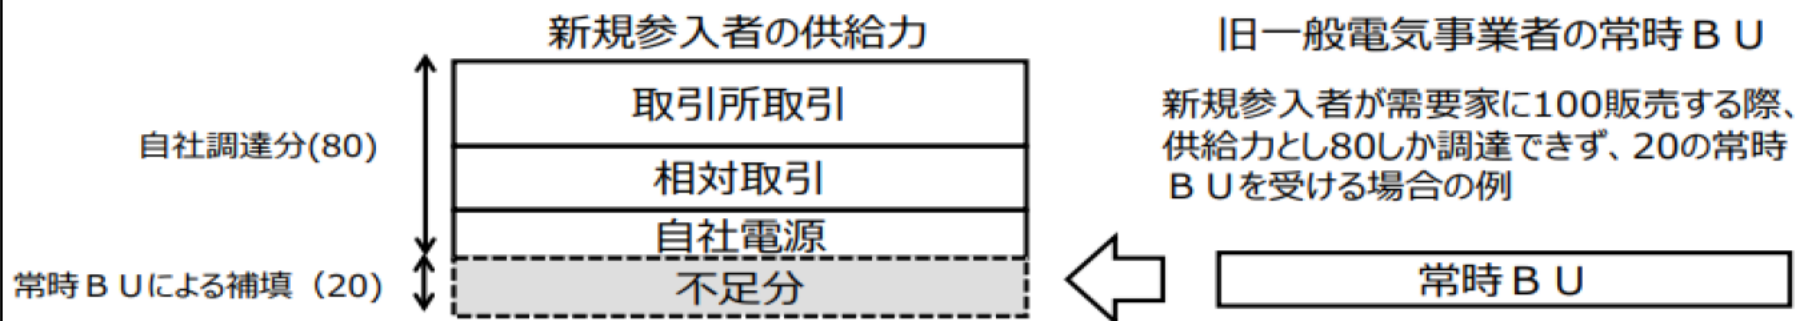 新規参入者の供給力
旧一般電気事業者の常時ＢＵ
取引所取引
相対取引
自社電源
不足分
自社調達分(80)
常時ＢＵによる補填（20)
新規参入者が需要家に100販売する際、
供給力とし80しか調達できず、20の常時
ＢＵを受ける場合の例
常時ＢＵ